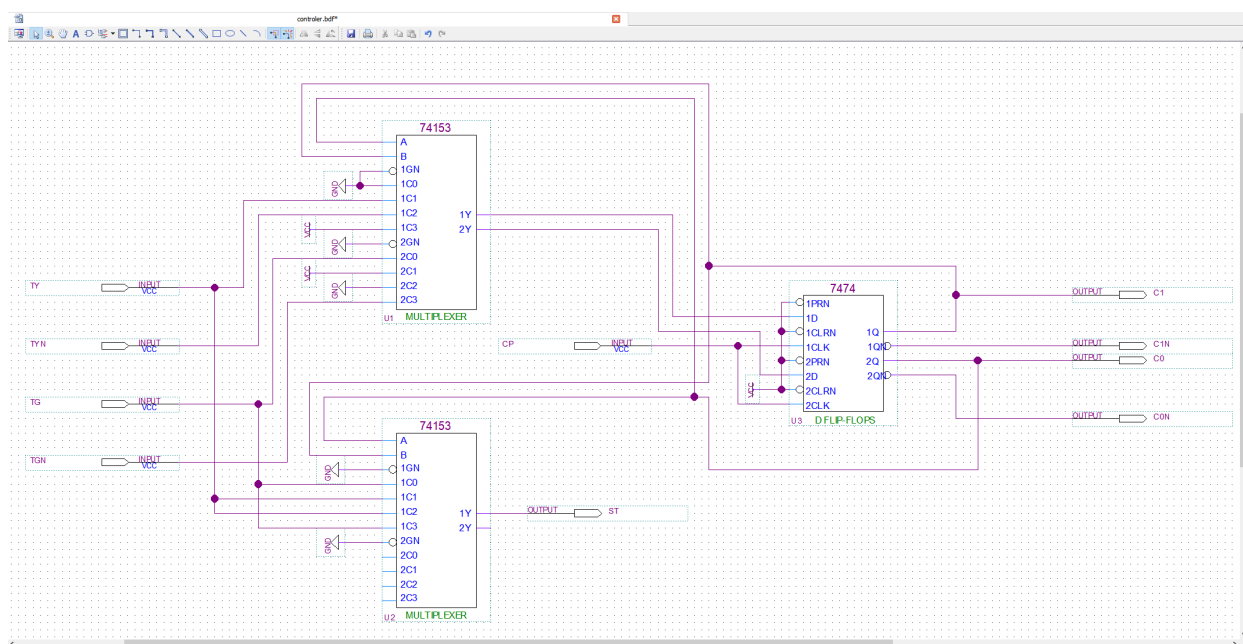 controler.bdf*
74153
A
B
1GN
GND
1C0
1C1
1C2
1Y
VCC
1C3
2Y
GND
2GN
2C0
VCC
2C1
GND
2C2
2C3
U1
MULTIPLEXER
TY
INPUT
VCC
TYN
INPUT
VCC
TG
INPUT
VCC
TGN
INPUT
VCC
CP
INPUT
VCC
7474
1PRN
1D
1CLRN
1Q
1CLK
1QN
2PRN
2Q
2D
2QN
VCC
2CLRN
2CLK
U3
D FLIP-FLOPS
OUTPUT
C1
OUTPUT
C1N
OUTPUT
C0
OUTPUT
C0N
74153
A
B
GND
1GN
1C0
1C1
1C2
1Y
1C3
2Y
GND
2GN
2C0
2C1
2C2
2C3
U2
MULTIPLEXER
OUTPUT
ST